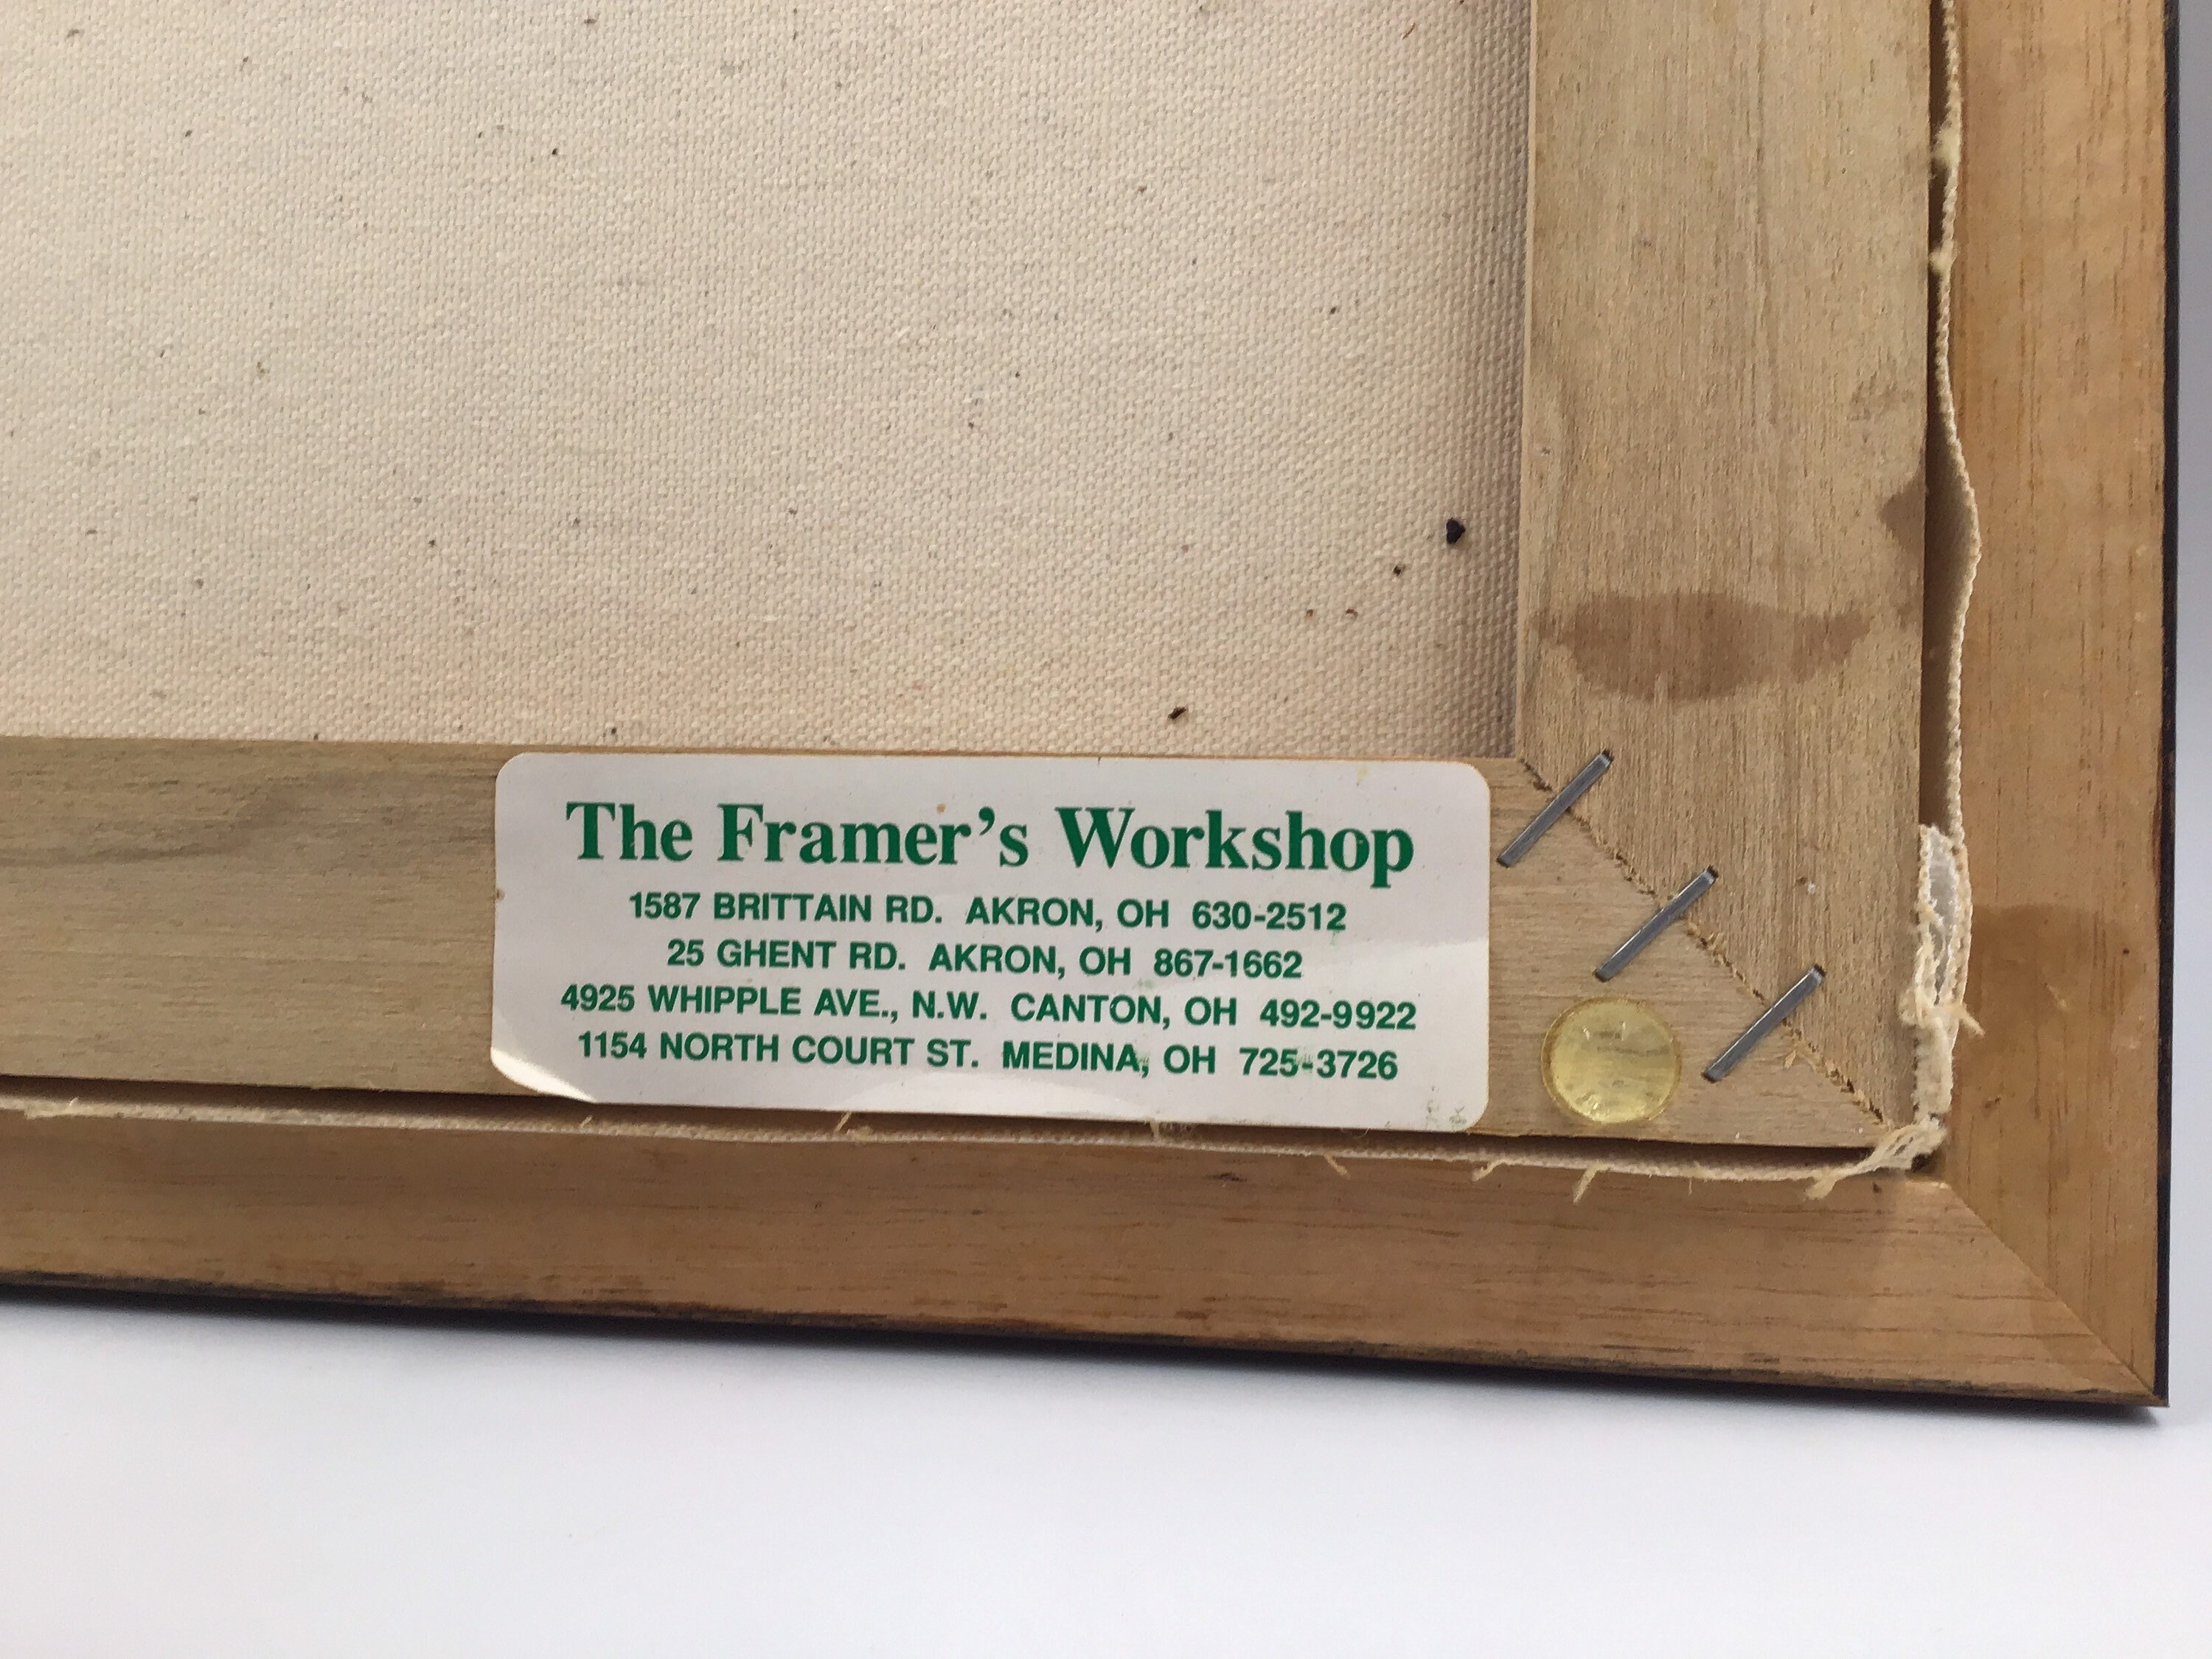 The Framer's Workshop
1587 BRITTAIN RD. AKRON, OH 630-2512
25 GHENT RD. AKRON, OH 867-1662
4925 WHIPPLE AVE., N.W. CANTON, OH 492-9922
1154 NORTH COURT ST. MEDINA, OH 725-3726